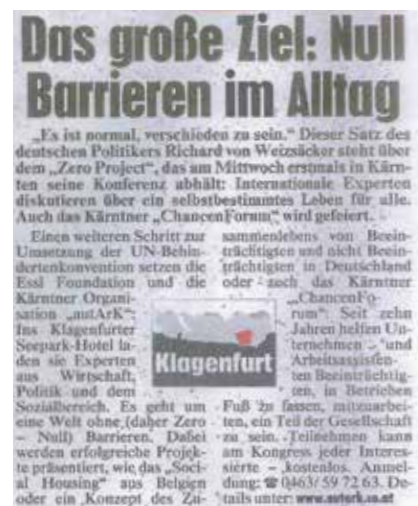 Das große Ziel: Null
Barrieren im Alltag
„Es ist normal, verschieden zu sein.“ Dieser Satz des
deutschen Politikers Richard von Weizsäcker steht über
dem „Zero Project“, das am Mittwoch erstmals in Kärn-
ten seine Konferenz abhält: Internationale Experten
diskutieren über ein selbstbestimmtes Leben für alle.
Auch das Kärntner „ChancenForum“ wird gefeiert.
Einen weiteren Schritt zur
Umsetzung der UN-Behin-
dertenkonvention setzen die
Essl Foundation und die
Kärntner Organi-
sation „autArK“:
Ins Klagenfurter
Seepark-Hotel la-
den sie Experten
aus Wirtschaft,
Politik und dem
Sozialbereich. Es geht um
eine Welt ohne (daher Zero
– Null) Barrieren. Dabei
werden erfolgreiche Projek-
te präsentiert, wie das „Soci-
al Housing“ aus Belgien
oder ein Konzept des Zu-
Klagenfurt
sammenlebens von Beein-
trächtigten und nicht Beein-
trächtigten in Deutschland
oder auch das Kärntner
„ChancenFo-
rum“: Seit zehn
Jahren helfen Un-
ternehmen und
Arbeitsassisten-
ten Beeinträchtig-
ten, in Betrieben
Fuß zu fassen, mitzuarbei-
ten, ein Teil der Gesellschaft
zu sein. Teilnehmen kann
am Kongress jeder Interes-
sierte – kostenlos. Anmel-
dung: ☎ 0463/ 59 72 63. De-
tails unter: www.autark.co.at